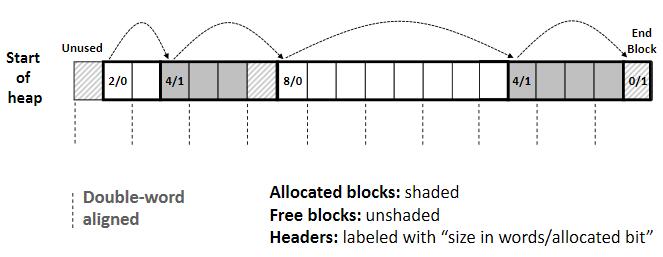 Unused
End
Block
Start
of
heap
2/0
4/1
8/0
4/1
0/1
Double-word
aligned
Allocated blocks: shaded
Free blocks: unshaded
Headers: labeled with “size in words/allocated bit”